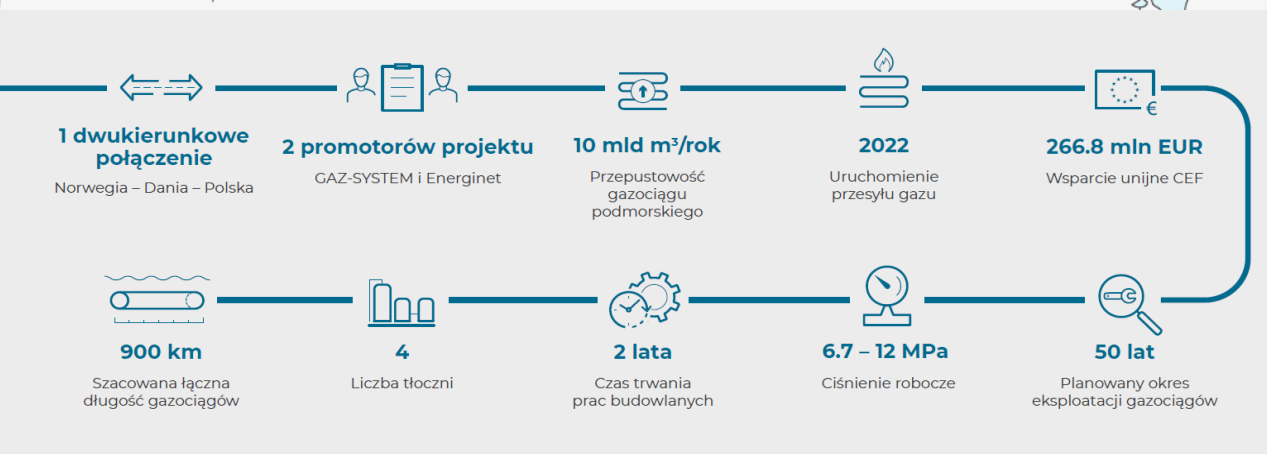 1 dwukierunkowe
połączenie
Norwegia – Dania – Polska
2 promotorów projektu
GAZ-SYSTEM i Energinet
10 mld m³/rok
Przepustowość
gazociągu
podmorskiego
2022
Uruchomienie
przesyłu gazu
€
266.8 mln EUR
Wsparcie unijne CEF
900 km
Szacowana łączna
długość gazociągów
4
Liczba tłoczni
2 lata
Czas trwania
prac budowlanych
6.7 – 12 MPa
Ciśnienie robocze
50 lat
Planowany okres
eksploatacji gazociągów